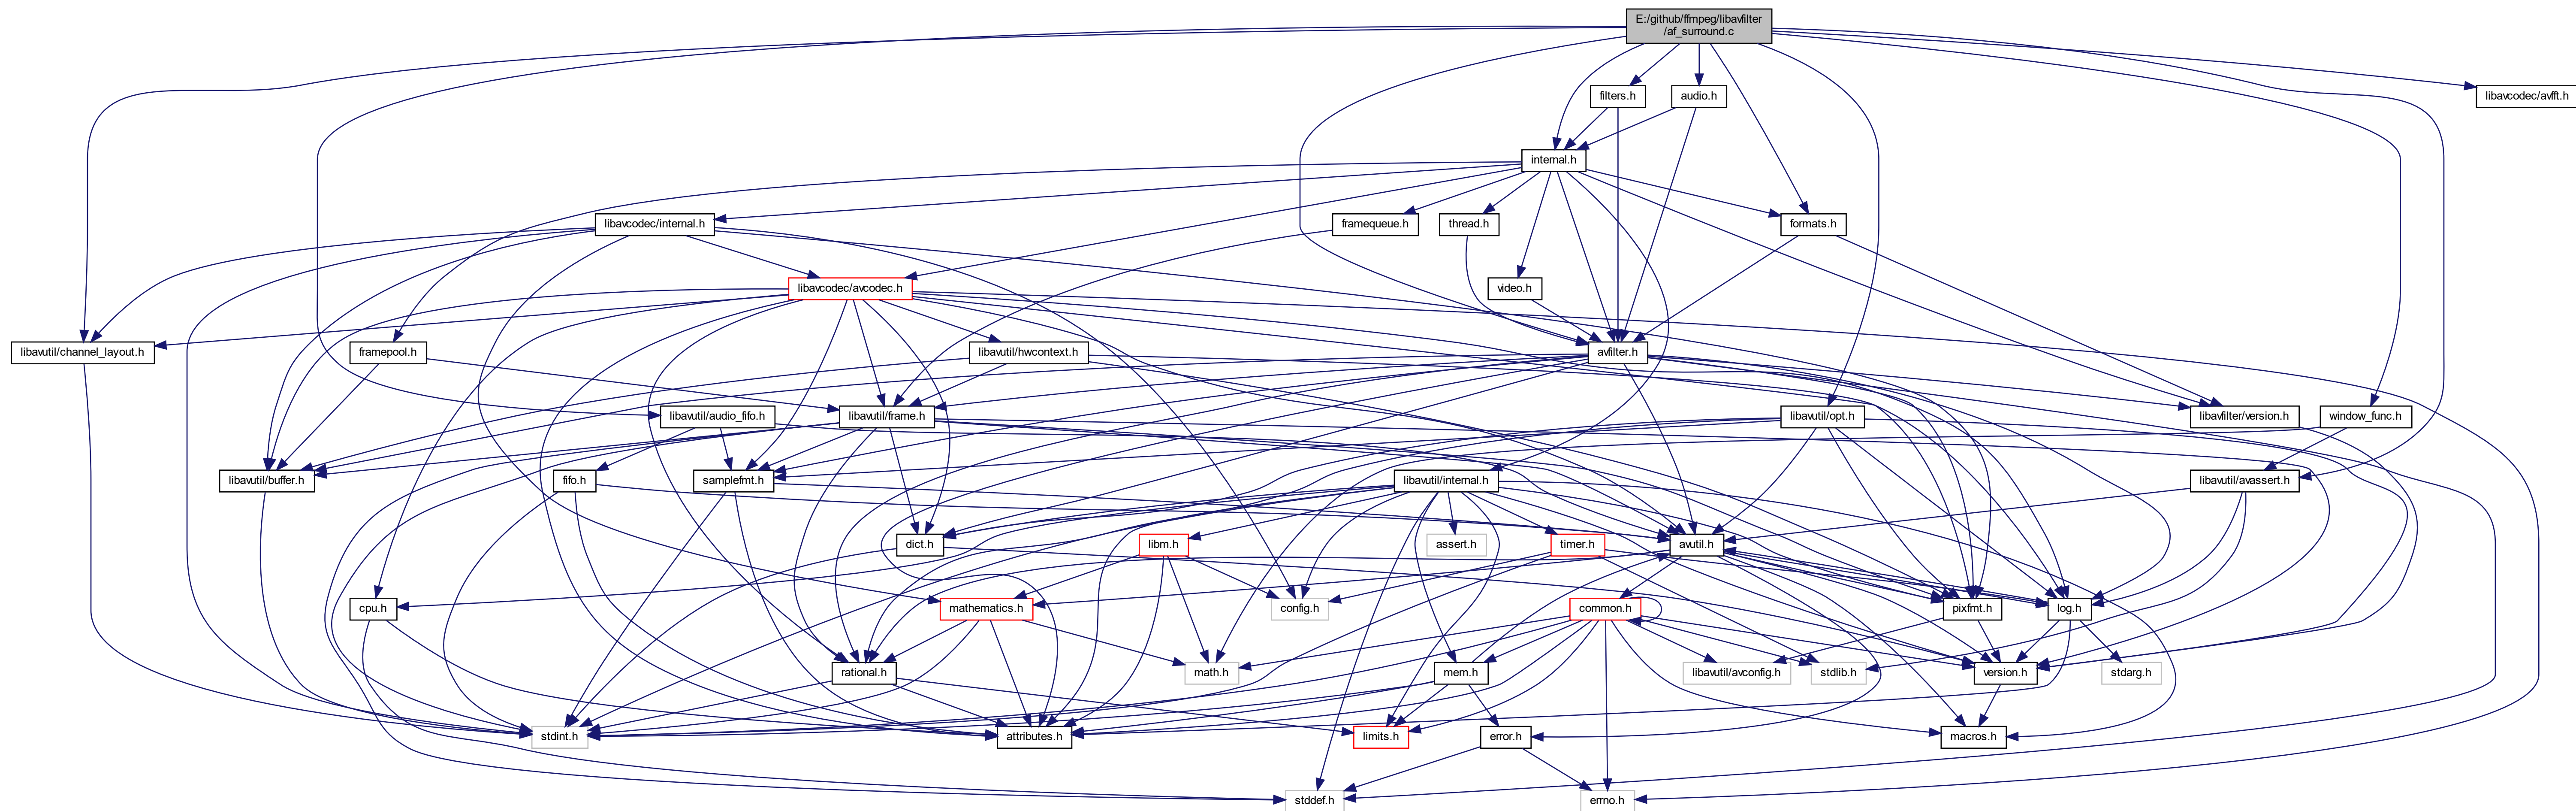 E:/github/ffmpeg/libavfilter
/af_surround.c
filters.h
audio.h
libavcodec/avfft.h
internal.h
libavcodec/internal.h
framequeue.h
thread.h
formats.h
libavcodec/avcodec.h
video.h
libavutil/channel_layout.h
framepool.h
libavutil/hwcontext.h
avfilter.h
libavutil/audio_fifo.h
libavutil/frame.h
libavutil/opt.h
libavfilter/version.h
window_func.h
libavutil/buffer.h
fifo.h
samplefmt.h
libavutil/internal.h
libavutil/avassert.h
dict.h
libm.h
assert.h
timer.h
avutil.h
cpu.h
mathematics.h
config.h
common.h
pixfmt.h
log.h
rational.h
math.h
mem.h
libavutil/avconfig.h
stdlib.h
version.h
stdarg.h
stdint.h
attributes.h
limits.h
error.h
macros.h
stddef.h
errno.h